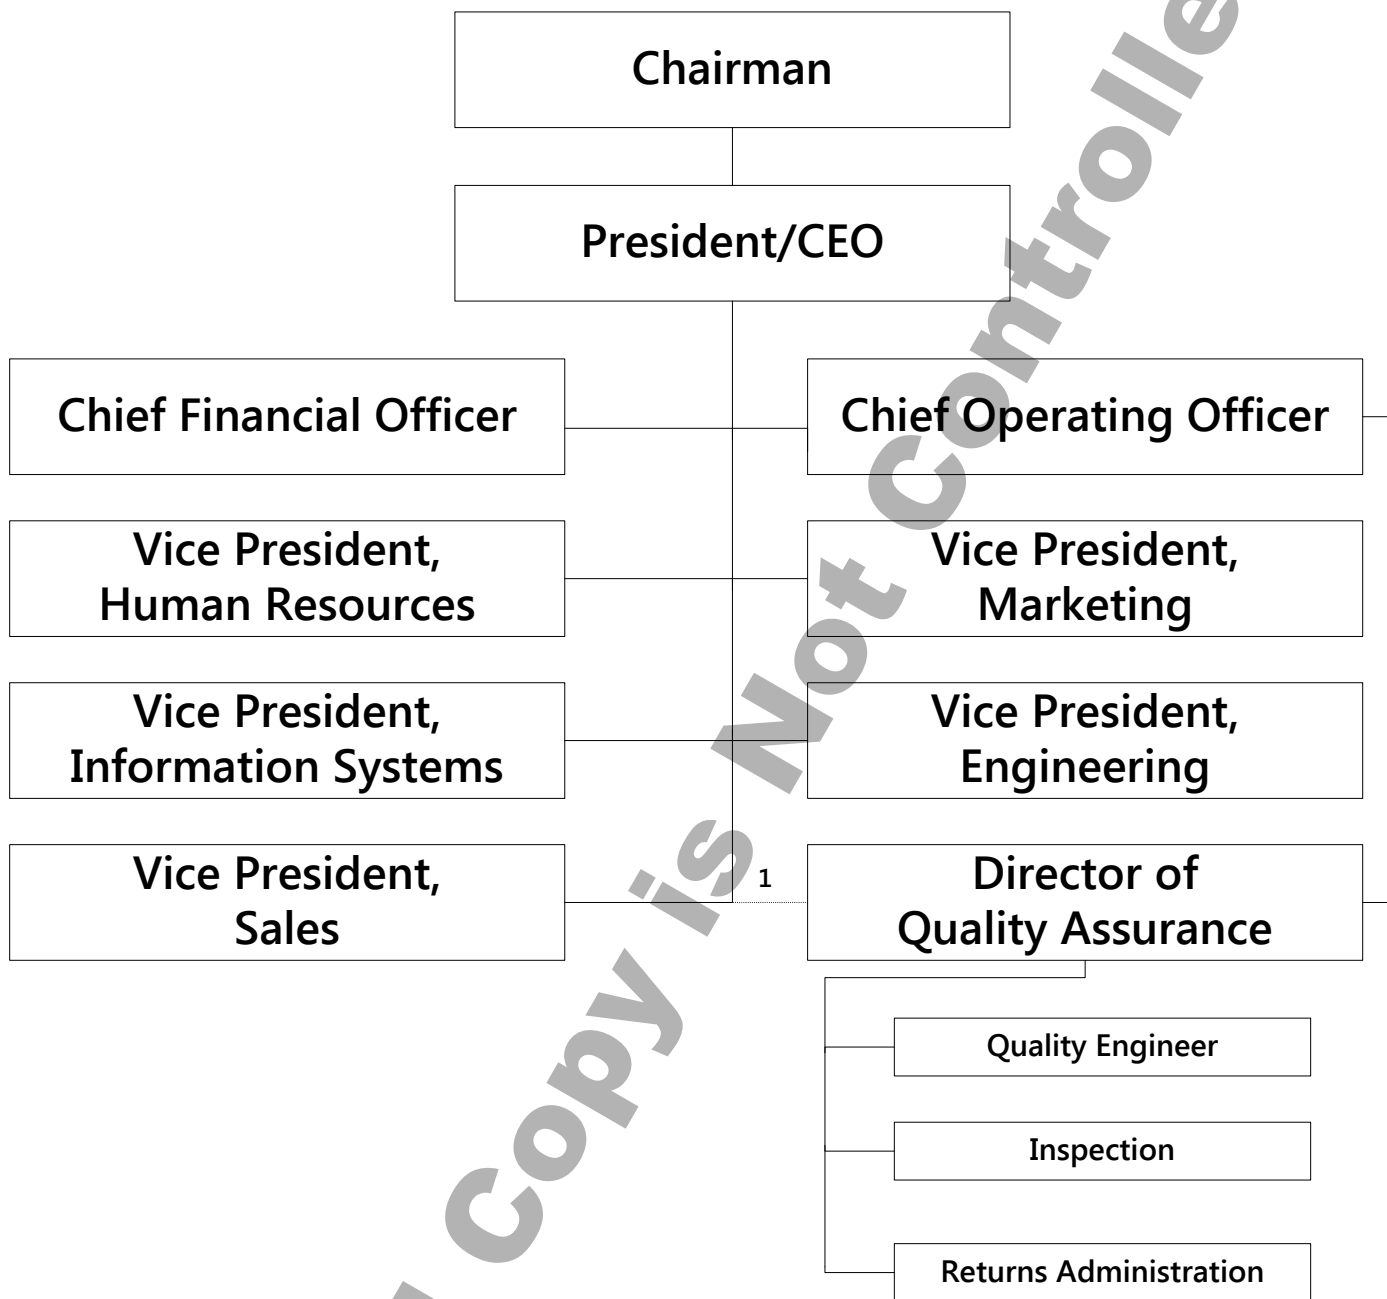 Chairman
President/CEO
Chief Financial Officer
Chief Operating Officer
Vice President,
Human Resources
Vice President,
Marketing
Vice President,
Information Systems
Vice President,
Engineering
Vice President,
Sales
1
Director of
Quality Assurance
Quality Engineer
Inspection
Returns Administration
Copy is Not Controlle